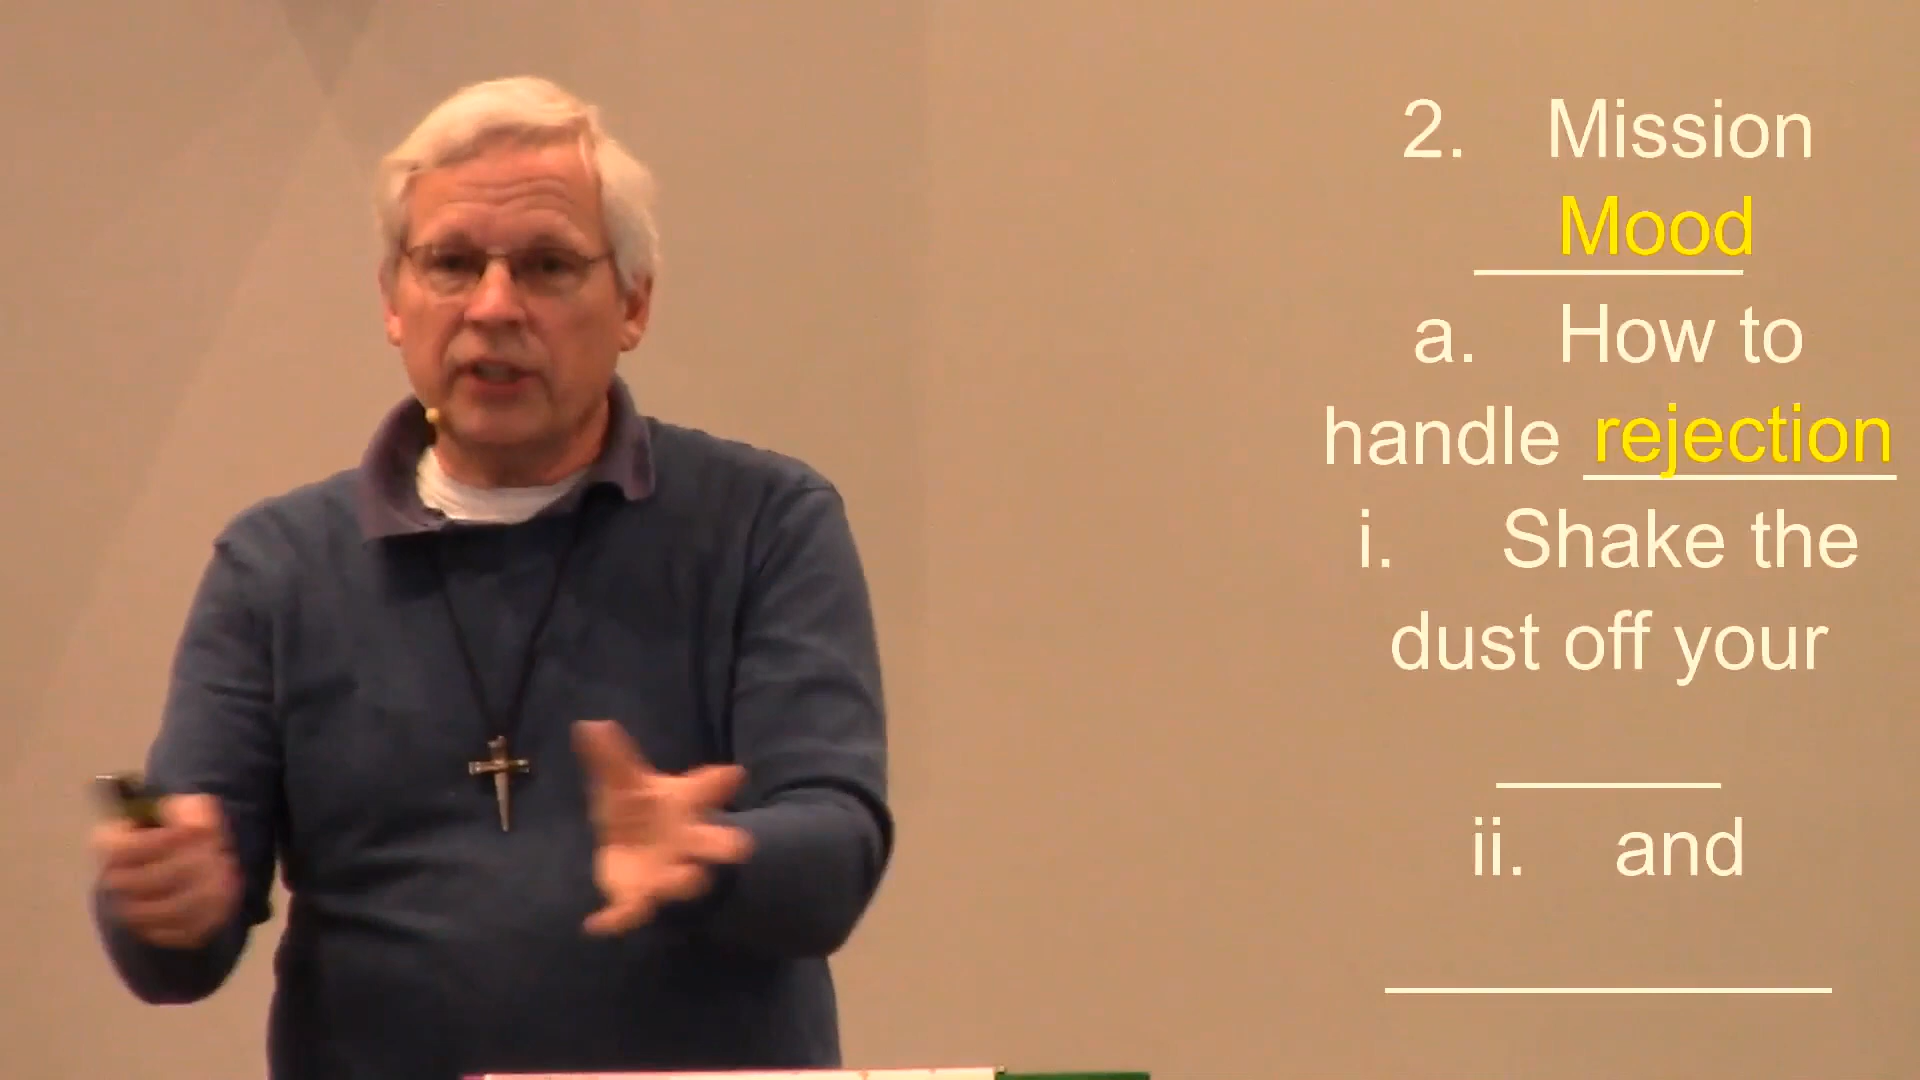 2. Mission
Mood
a. How to
handle rejection
i. Shake the
dust off your
ii. and